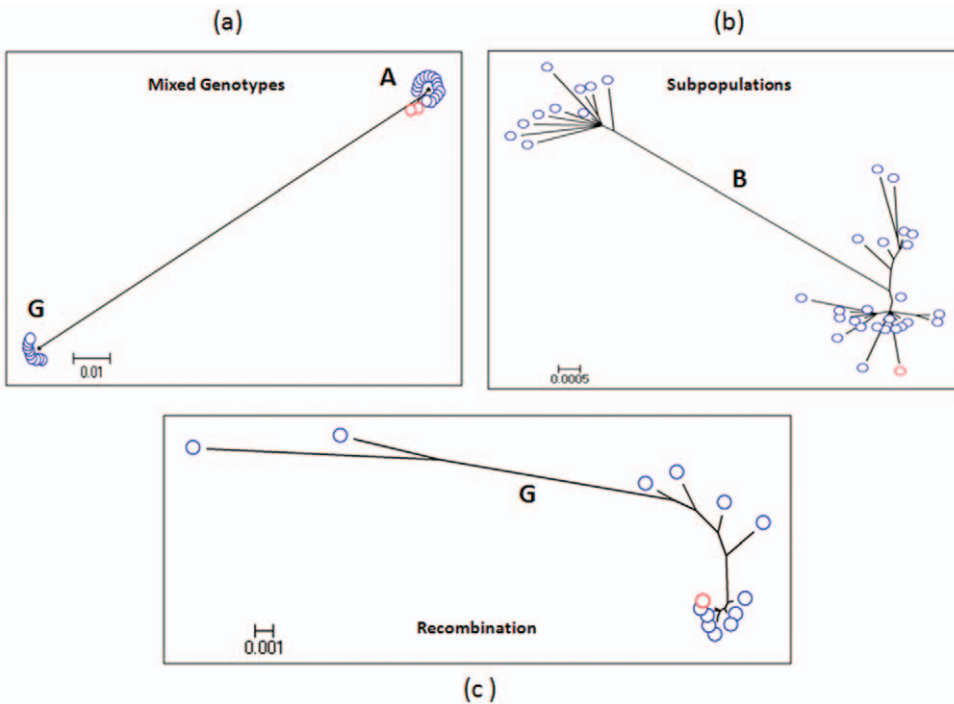 (a)
(b)
Mixed Genotypes
A
G
0.01
Subpopulations
B
0.0005
G
0.001
Recombination
(c )